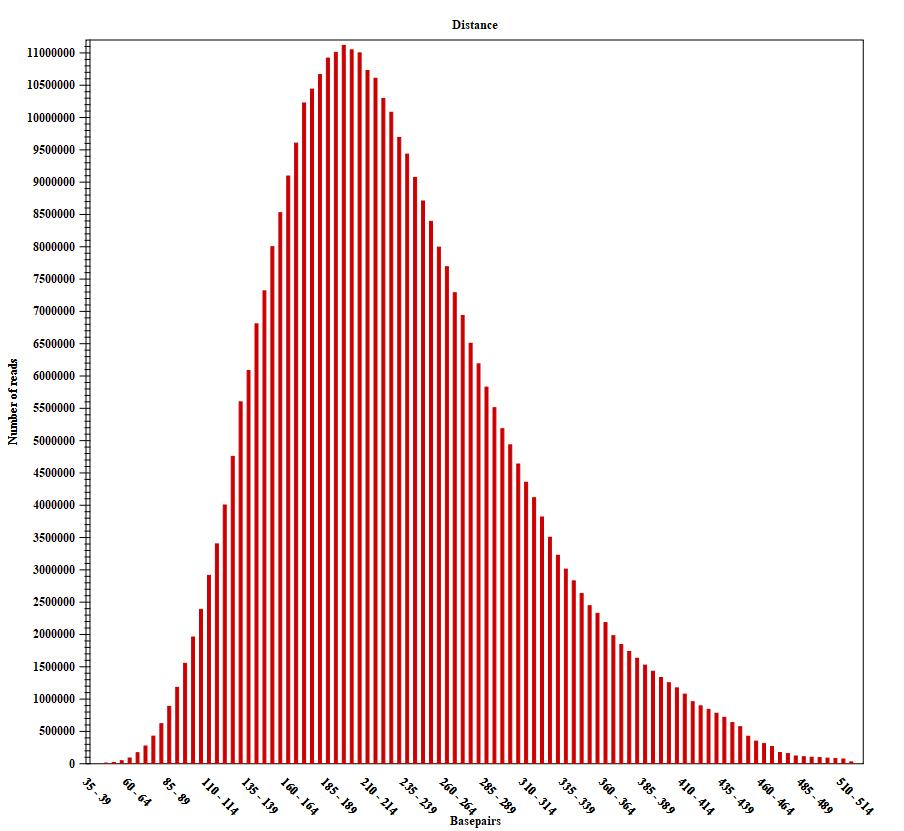 Distance
11000000
10500000
10000000
9500000
9000000
8500000
8000000
7500000
7000000
6500000
6000000
5500000
5000000
4500000
4000000
3500000
3000000
2500000
2000000
1500000
1000000
500000
0
Number of reads
35 - 39
60 - 64
85 - 89
110 - 114
135 - 139
160 - 164
185 - 189
210 - 214
235 - 239
260 - 264
285 - 289
310 - 314
335 - 339
360 - 364
385 - 389
410 - 414
435 - 439
460 - 464
485 - 489
510 - 514
Basepairs